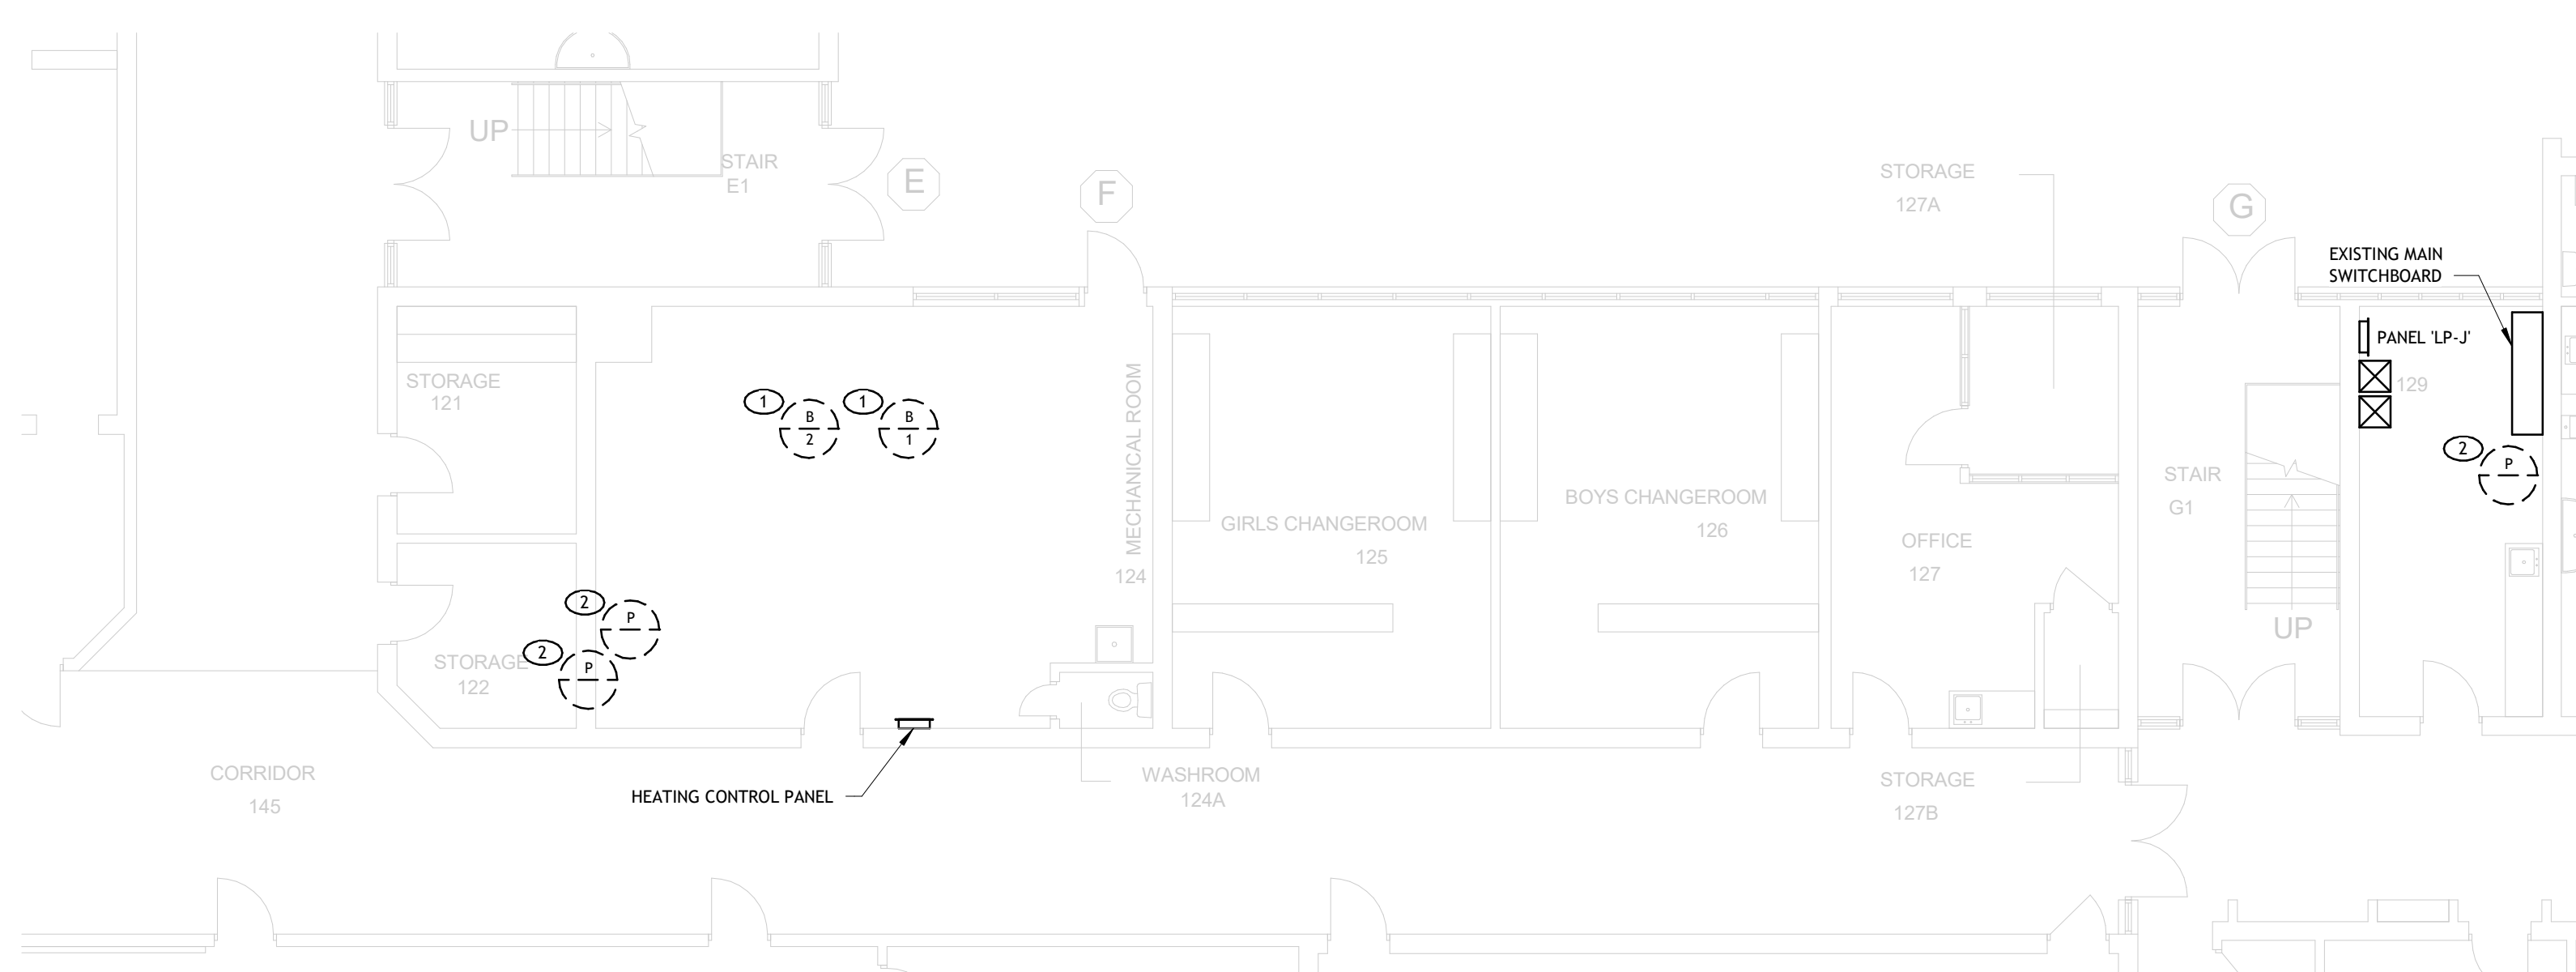 UP
STAIR
E1
E
F
STORAGE
127A
G
EXISTING MAIN
SWITCHBOARD
PANEL 'LP-J'
129
STORAGE
121
1
B
2
1
B
1
MECHANICAL ROOM
124
GIRLS CHANGEROOM
125
BOYS CHANGEROOM
126
OFFICE
127
STAIR
G1
UP
2
P
2
P
2
P
STORAGE
122
CORRIDOR
145
HEATING CONTROL PANEL
WASHROOM
124A
STORAGE
127B